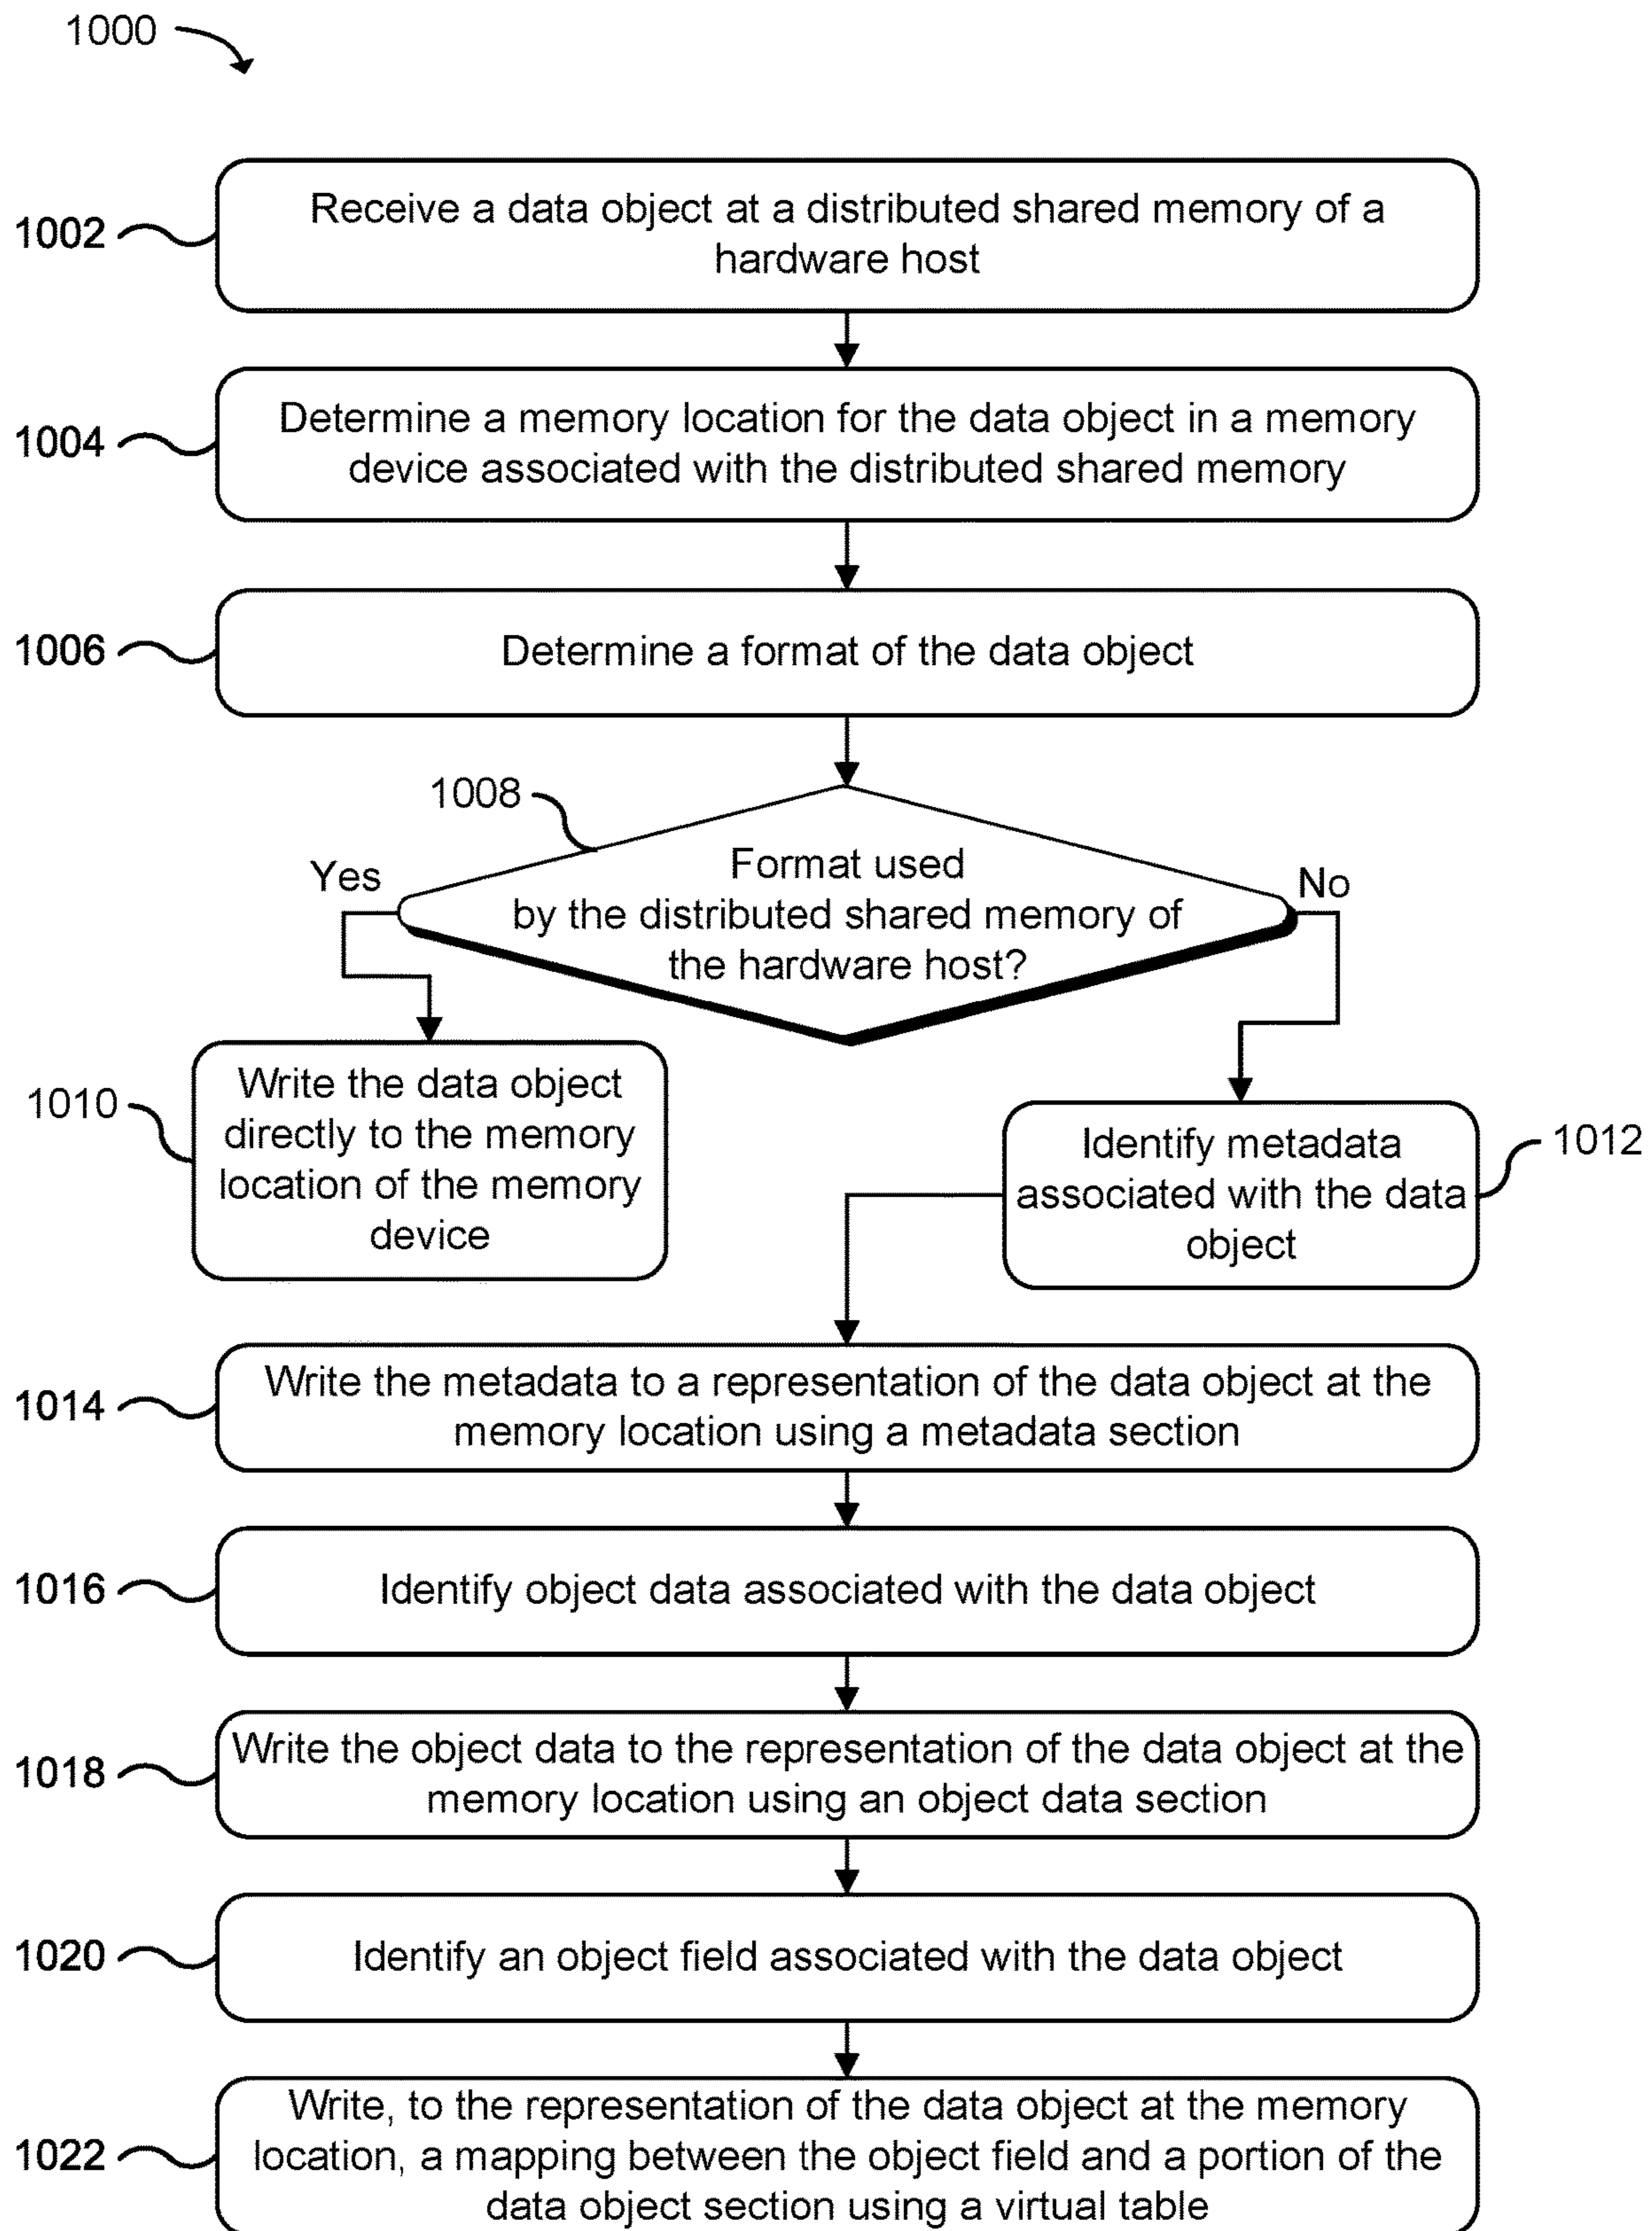 1000
1002
Receive a data object at a distributed shared memory of a
hardware host
1004
Determine a memory location for the data object in a memory
device associated with the distributed shared memory
1006
Determine a format of the data object
1008
Yes
No
Format used
by the distributed shared memory of
the hardware host?
1010
Write the data object
directly to the memory
location of the memory
device
Identify metadata
associated with the data
object
1012
1014
Write the metadata to a representation of the data object at the
memory location using a metadata section
1016
Identify object data associated with the data object
1018
Write the object data to the representation of the data object at the
memory location using an object data section
1020
Identify an object field associated with the data object
1022
Write, to the representation of the data object at the memory
location, a mapping between the object field and a portion of the
data object section using a virtual table